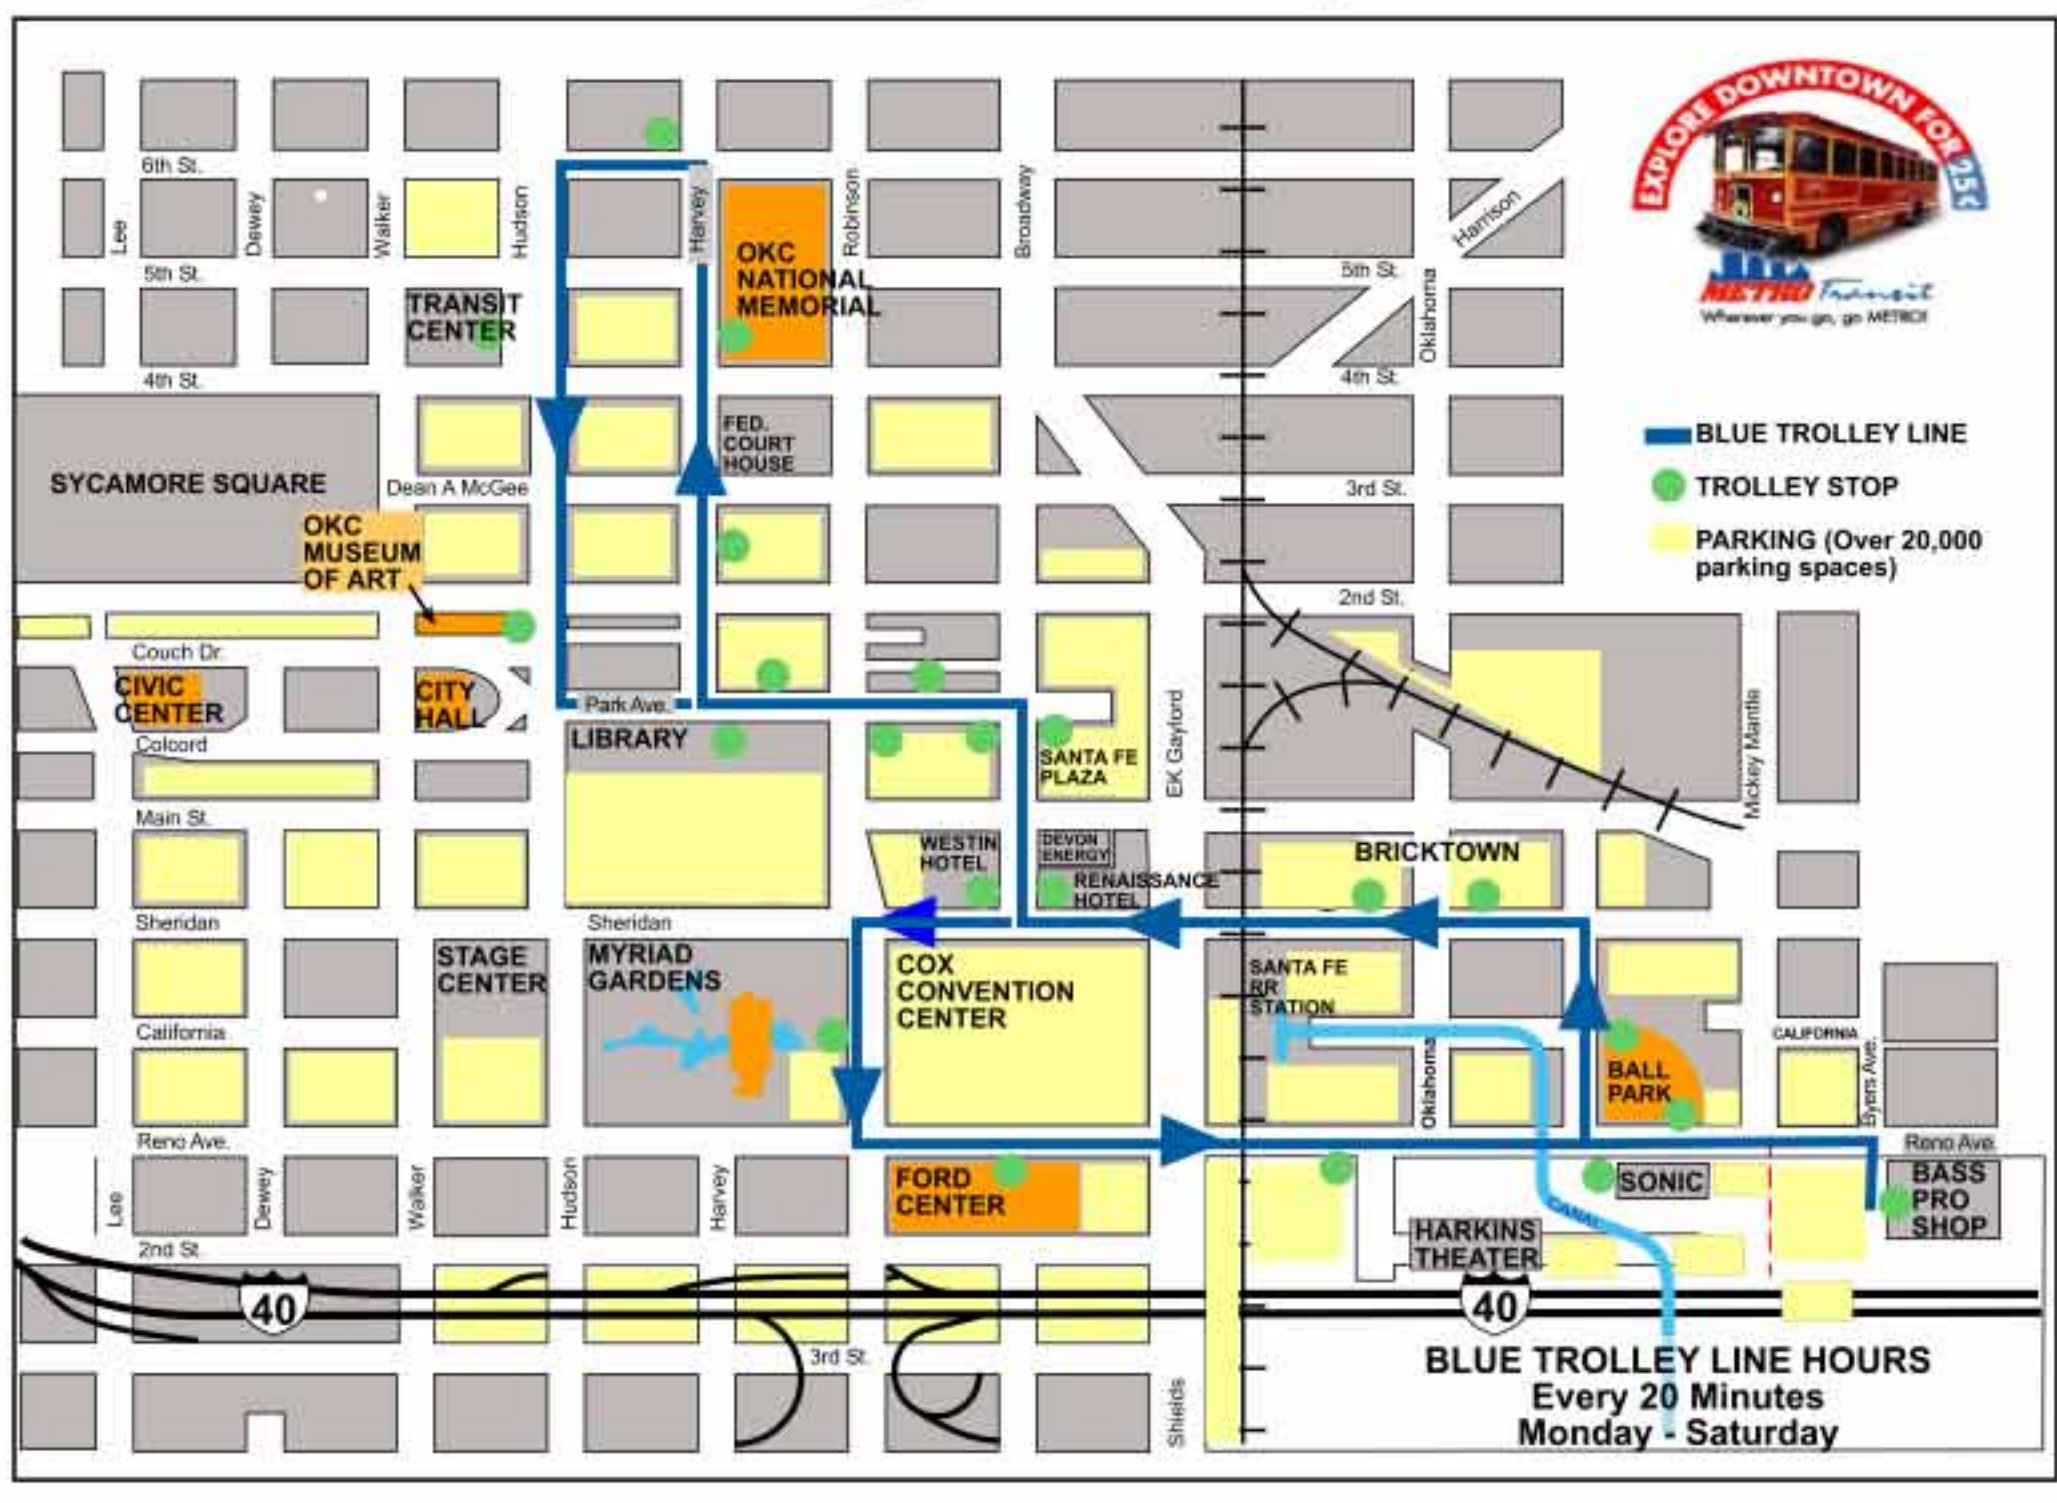 EXPLORE DOWNTOWN FOR 25¢
METRO Transit
Wherever you go, go METRO!
6th St.
Lee
Dewey
Walker
Hudson
Harvey
Robinson
Broadway
Harrison
OKC
NATIONAL
MEMORIAL
5th St.
5th St.
Oklahoma
TRANSIT
CENTER
4th St.
4th St.
BLUE TROLLEY LINE
TROLLEY STOP
PARKING (Over 20,000
parking spaces)
FED.
COURT
HOUSE
SYCAMORE SQUARE
Dean A McGee
3rd St.
OKC
MUSEUM
OF ART
2nd St.
Couch Dr.
CIVIC
CENTER
CITY
HALL
Park Ave.
EK Gaylord
Mickey Mantle
Colcord
LIBRARY
SANTA FE
PLAZA
Main St.
WESTIN
HOTEL
DEVON
ENERGY
RENAISSANCE
HOTEL
BRICKTOWN
Sheridan
Sheridan
STAGE
CENTER
MYRIAD
GARDENS
COX
CONVENTION
CENTER
SANTA FE
RR
STATION
California
CALIFORNIA
Oklahoma
BALL
PARK
Byers Ave.
Reno Ave.
Reno Ave.
Lee
Dewey
Walker
Hudson
Harvey
FORD
CENTER
SONIC
BASS
PRO
SHOP
CANAL
HARKINS
THEATER
2nd St.
40
40
3rd St.
Shields
BLUE TROLLEY LINE HOURS
Every 20 Minutes
Monday - Saturday